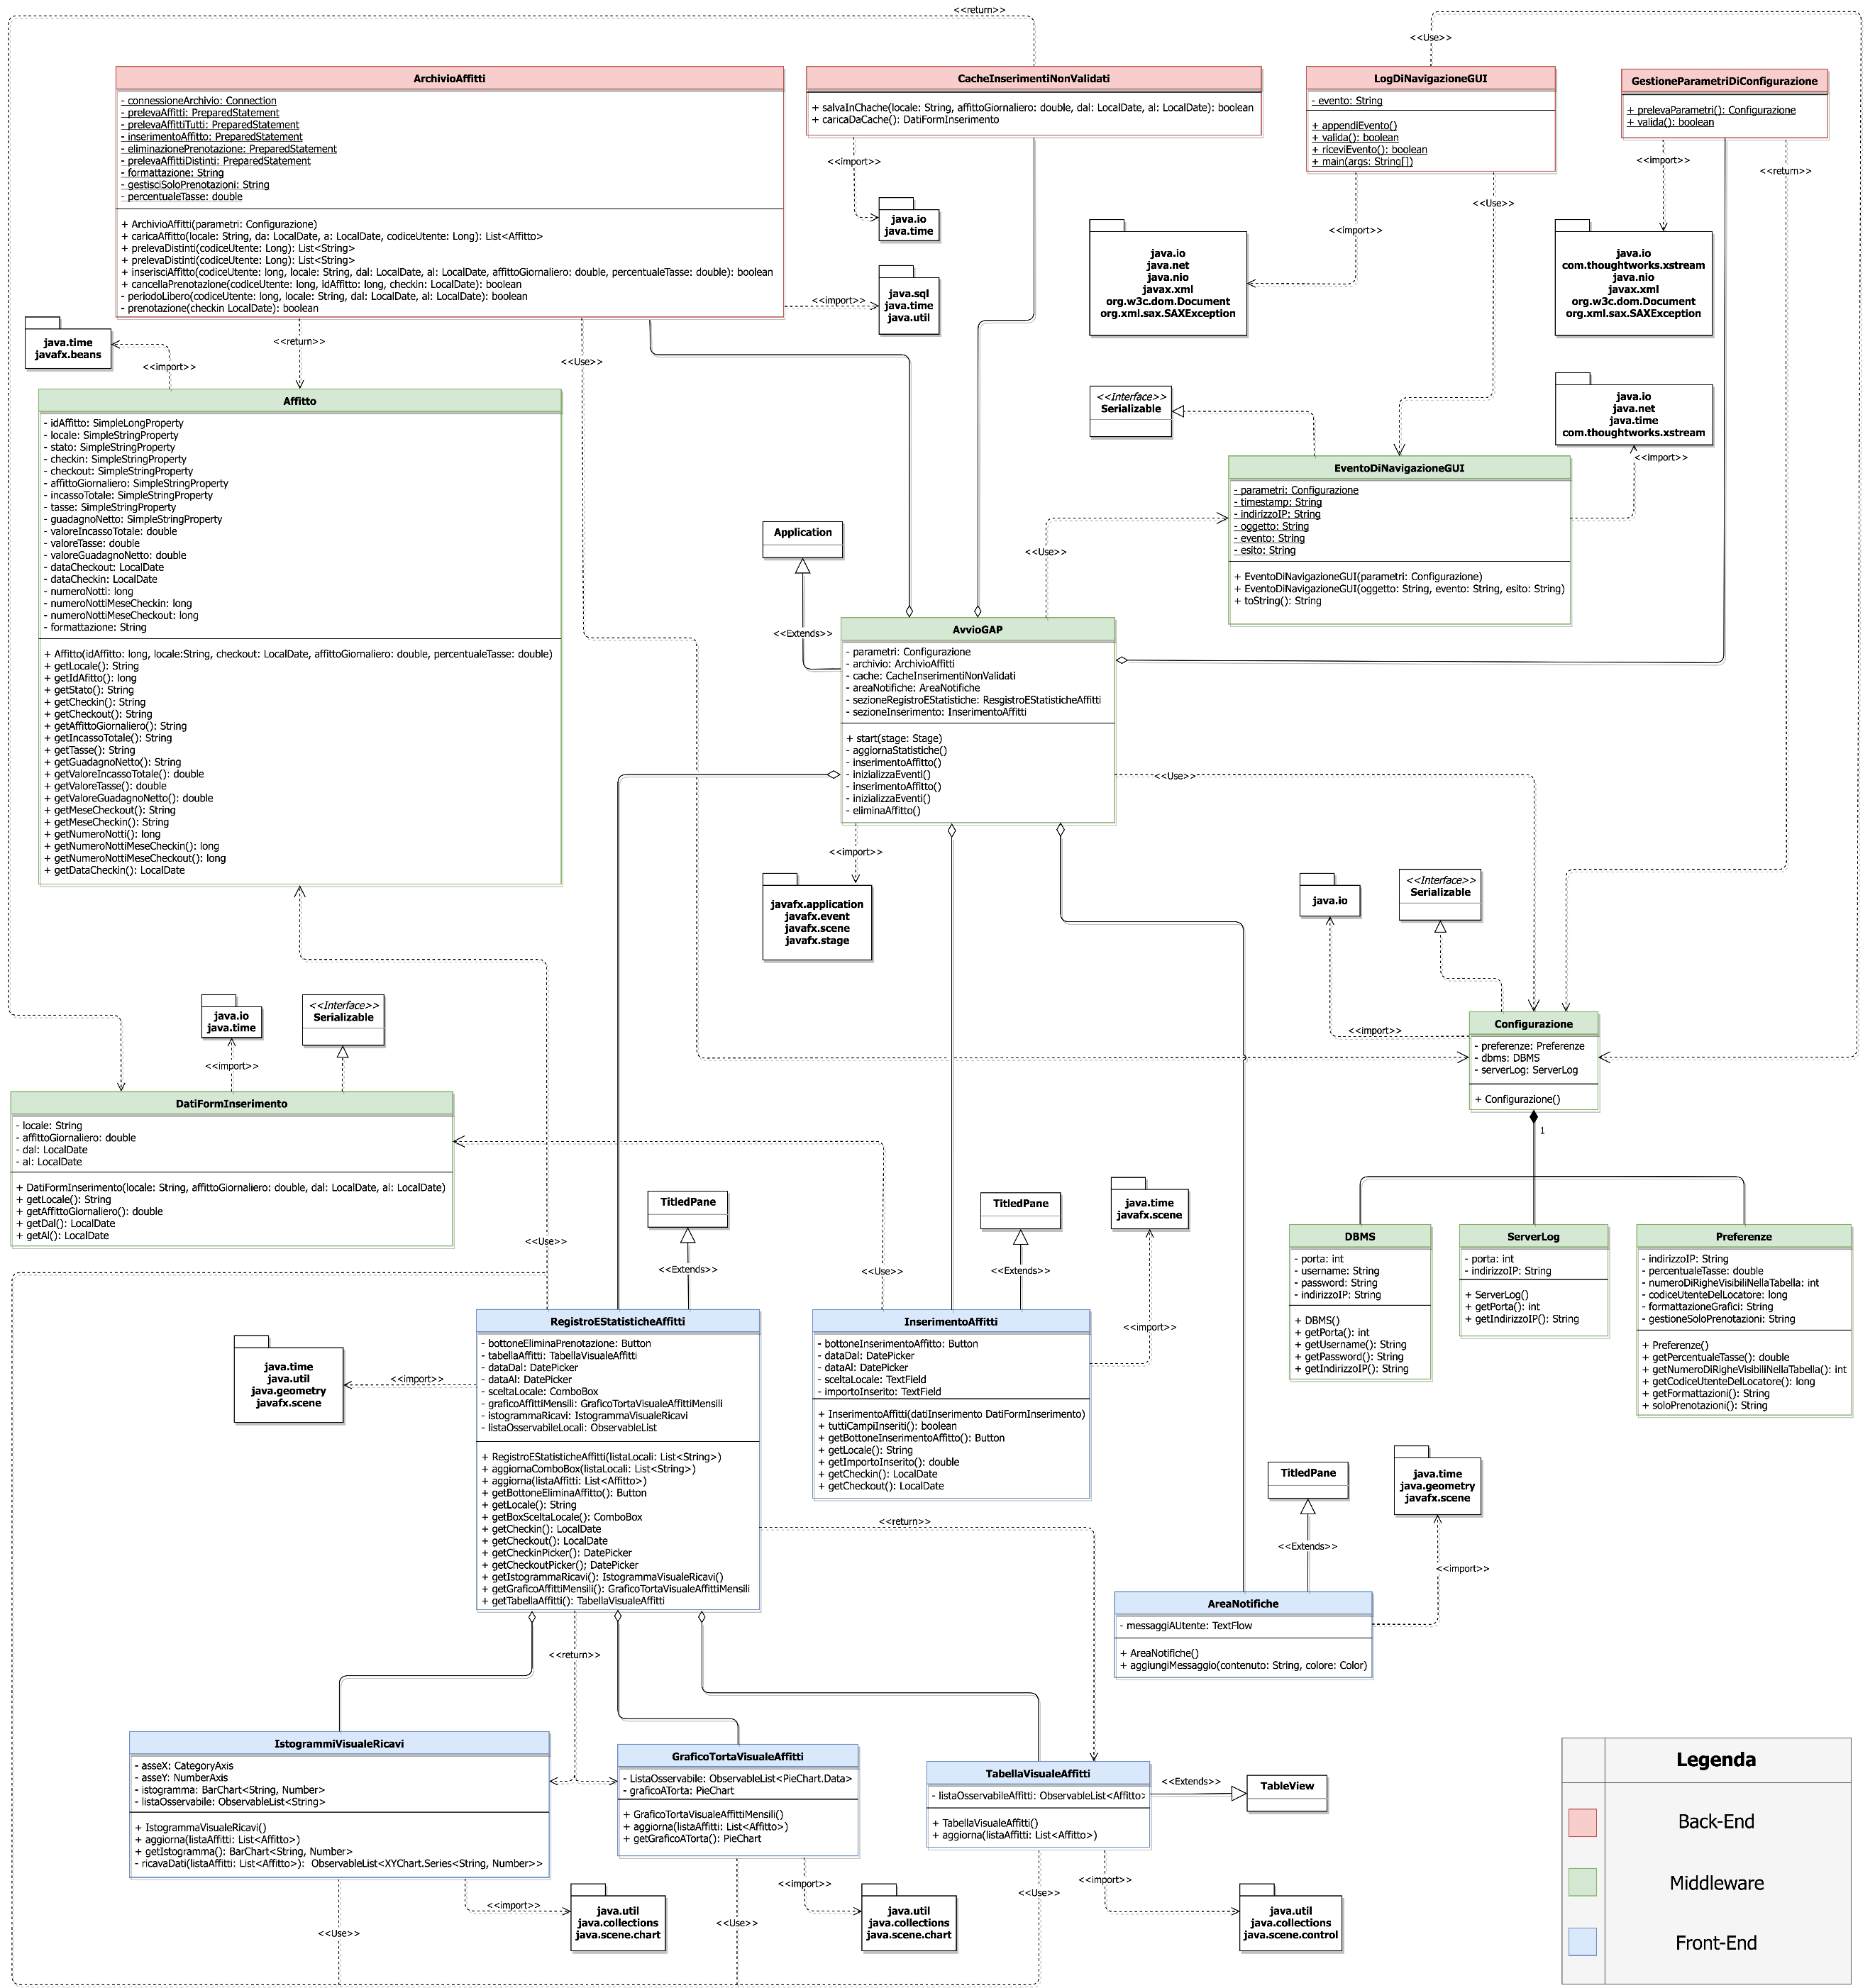 <<return>>
<<Use>>
ArchivioAffitti
- connessioneArchivio: Connection
- prelevaAffitti: PreparedStatement
- prelevaAffittiTutti: PreparedStatement
- inserimentoAffitto: PreparedStatement
- eliminazionePrenotazione: PreparedStatement
- prelevaAffittiDistinti: PreparedStatement
- formattazione: String
- gestisciSoloPrenotazioni: String
- percentualeTasse: double
+ ArchivioAffitti(parametri: Configurazione)
+ caricaAffitto(locale: String, da: LocalDate, a: LocalDate, codiceUtente: Long): List<Affitto>
+ prelevaDistinti(codiceUtente: Long): List<String>
+ prelevaDistinti(codiceUtente: Long): List<String>
+ inserisciAffitto(codiceUtente: long, locale: String, dal: LocalDate, al: LocalDate, affittoGiornaliero: double, percentualeTasse: double): boolean
+ cancellaPrenotazione(codiceUtente: long, idAffitto: long, checkin: LocalDate): boolean
- periodoLibero(codiceUtente: long, locale: String, dal: LocalDate, al: LocalDate): boolean
- prenotazione(checkin LocalDate): boolean
CacheInserimentiNonValidati
+ salvaInChache(locale: String, affittoGiornaliero: double, dal: LocalDate, al: LocalDate): boolean
+ caricaDaCache(): DatiFormInserimento
LogDiNavigazioneGUI
- evento: String
+ appendiEvento()
+ valida(): boolean
+ riceviEvento(): boolean
+ main(args: String[])
GestioneParametriDiConfigurazione
+ prelevaParametri(): Configurazione
+ valida(): boolean
<<import>>
java.io
java.time
<<import>>
java.sql
java.time
java.util
<<import>>
java.io
java.net
java.nio
javax.xml
org.w3c.dom.Document
org.xml.sax.SAXException
<<Use>>
<<import>>
<<return>>
java.io
com.thoughtworks.xstream
java.nio
javax.xml
org.w3c.dom.Document
org.xml.sax.SAXException
java.time
javafx.beans
<<import>>
<<return>>
<<Use>>
Affitto
- idAffitto: SimpleLongProperty
- locale: SimpleStringProperty
- stato: SimpleStringProperty
- checkin: SimpleStringProperty
- checkout: SimpleStringProperty
- affittoGiornaliero: SimpleStringProperty
- incassoTotale: SimpleStringProperty
- tasse: SimpleStringProperty
- guadagnoNetto: SimpleStringProperty
- valoreIncassoTotale: double
- valoreTasse: double
- valoreGuadagnoNetto: double
- dataCheckout: LocalDate
- dataCheckin: LocalDate
- numeroNotti: long
- numeroNottiMeseCheckin: long
- numeroNottiMeseCheckout: long
- formattazione: String
+ Affitto(idAffitto: long, locale:String, checkout: LocalDate, affittoGiornaliero: double, percentualeTasse: double)
+ getLocale(): String
+ getIdAfitto(): long
+ getStato(): String
+ getCheckin(): String
+ getCheckout(): String
+ getAffittoGiornaliero(): String
+ getIncassoTotale(): String
+ getTasse(): String
+ getGuadagnoNetto(): String
+ getValoreIncassoTotale(): double
+ getValoreTasse(): double
+ getValoreGuadagnoNetto(): double
+ getMeseCheckout(): String
+ getMeseCheckin(): String
+ getNumeroNotti(): long
+ getNumeroNottiMeseCheckin(): long
+ getNumeroNottiMeseCheckout(): long
+ getDataCheckin(): LocalDate
<<Interface>>
Serializable
java.io
java.net
java.time
com.thoughtworks.xstream
<<import>>
EventoDiNavigazioneGUI
- parametri: Configurazione
- timestamp: String
- indirizzoIP: String
- oggetto: String
- evento: String
- esito: String
+ EventoDiNavigazioneGUI(parametri: Configurazione)
+ EventoDiNavigazioneGUI(oggetto: String, evento: String, esito: String)
+ toString(): String
Application
<<Extends>>
<<Use>>
AvvioGAP
- parametri: Configurazione
- archivio: ArchivioAffitti
- cache: CacheInserimentiNonValidati
- areaNotifiche: AreaNotifiche
- sezioneRegistroEStatistiche: ResgistroEStatisticheAffitti
- sezioneInserimento: InserimentoAffitti
+ start(stage: Stage)
- aggiornaStatistiche()
- inserimentoAffitto()
- inizializzaEventi()
- inserimentoAffitto()
- inizializzaEventi()
- eliminaAffitto()
<<Use>>
<<import>>
javafx.application
javafx.event
javafx.scene
javafx.stage
java.io
<<import>>
<<Interface>>
Serializable
Configurazione
- preferenze: Preferenze
- dbms: DBMS
- serverLog: ServerLog
+ Configurazione()
1
java.io
java.time
<<import>>
<<Interface>>
Serializable
DatiFormInserimento
- locale: String
- affittoGiornaliero: double
- dal: LocalDate
- al: LocalDate
+ DatiFormInserimento(locale: String, affittoGiornaliero: double, dal: LocalDate, al: LocalDate)
+ getLocale(): String
+ getAffittoGiornaliero(): double
+ getDal(): LocalDate
+ getAl(): LocalDate
<<Use>>
TitledPane
<<Extends>>
<<Use>>
TitledPane
<<Extends>>
java.time
javafx.scene
<<import>>
DBMS
- porta: int
- username: String
- password: String
- indirizzoIP: String
+ DBMS()
+ getPorta(): int
+ getUsername(): String
+ getPassword(): String
+ getIndirizzoIP(): String
ServerLog
- porta: int
- indirizzoIP: String
+ ServerLog()
+ getPorta(): int
+ getIndirizzoIP(): String
Preferenze
- indirizzoIP: String
- percentualeTasse: double
- numeroDiRigheVisibiliNellaTabella: int
- codiceUtenteDelLocatore: long
- formattazioneGrafici: String
- gestioneSoloPrenotazioni: String
+ Preferenze()
+ getPercentualeTasse(): double
+ getNumeroDiRigheVisibiliNellaTabella(): int
+ getCodiceUtenteDelLocatore(): long
+ getFormattazioni(): String
+ soloPrenotazioni(): String
java.time
java.util
java.geometry
javafx.scene
<<import>>
RegistroEStatisticheAffitti
- bottoneEliminaPrenotazione: Button
- tabellaAffitti: TabellaVisualeAffitti
- dataDal: DatePicker
- dataAl: DatePicker
- sceltaLocale: ComboBox
- graficoAffittiMensili: GraficoTortaVisualeAffittiMensili
- istogrammaRicavi: IstogrammaVisualeRicavi
- listaOsservabileLocali: ObservableList
+ RegistroEStatisticheAffitti(listaLocali: List<String>)
+ aggiornaComboBox(listaLocali: List<String>)
+ aggiorna(listaAffitti: List<Affitto>)
+ getBottoneEliminaAffitto(): Button
+ getLocale(): String
+ getBoxSceltaLocale(): ComboBox
+ getCheckin(): LocalDate
+ getCheckout(): LocalDate
+ getCheckinPicker(): DatePicker
+ getCheckoutPicker(); DatePicker
+ getIstogrammaRicavi(): IstogrammaVisualeRicavi()
+ getGraficoAffittiMensili(): GraficoTortaVisualeAffittiMensili
+ getTabellaAffitti(): TabellaVisualeAffitti
InserimentoAffitti
- bottoneInserimentoAffitto: Button
- dataDal: DatePicker
- dataAl: DatePicker
- sceltaLocale: TextField
- importoInserito: TextField
+ InserimentoAffitti(datiInserimento DatiFormInserimento)
+ tuttiCampiInseriti(): boolean
+ getBottoneInserimentoAffitto(): Button
+ getLocale(): String
+ getImportoInserito(): double
+ getCheckin(): LocalDate
+ getCheckout(): LocalDate
<<return>>
<<return>>
TitledPane
<<Extends>>
java.time
java.geometry
javafx.scene
<<import>>
AreaNotifiche
- messaggiAUtente: TextFlow
+ AreaNotifiche()
+ aggiungiMessaggio(contenuto: String, colore: Color)
IstogrammiVisualeRicavi
- asseX: CategoryAxis
- asseY: NumberAxis
- istogramma: BarChart<String, Number>
- listaOsservabile: ObservableList<String>
+ IstogrammaVisualeRicavi()
+ aggiorna(listaAffitti: List<Affitto>)
+ getIstogramma(): BarChart<String, Number>
- ricavaDati(listaAffitti: List<Affitto>): ObservableList<XYChart.Series<String, Number>>
GraficoTortaVisualeAffitti
- ListaOsservabile: ObservableList<PieChart.Data>
- graficoATorta: PieChart
+ GraficoTortaVisualeAffittiMensili()
+ aggiorna(listaAffitti: List<Affitto>)
+ getGraficoATorta(): PieChart
TabellaVisualeAffitti
- listaOsservabileAffitti: ObservableList<Affitto>
+ TabellaVisualeAffitti()
+ aggiorna(listaAffitti: List<Affitto>)
<<Extends>>
TableView
<<Use>>
<<import>>
java.util
java.collections
java.scene.chart
<<Use>>
<<import>>
java.util
java.collections
java.scene.chart
<<Use>>
<<import>>
java.util
java.collections
java.scene.control
Legenda
Back-End
Middleware
Front-End